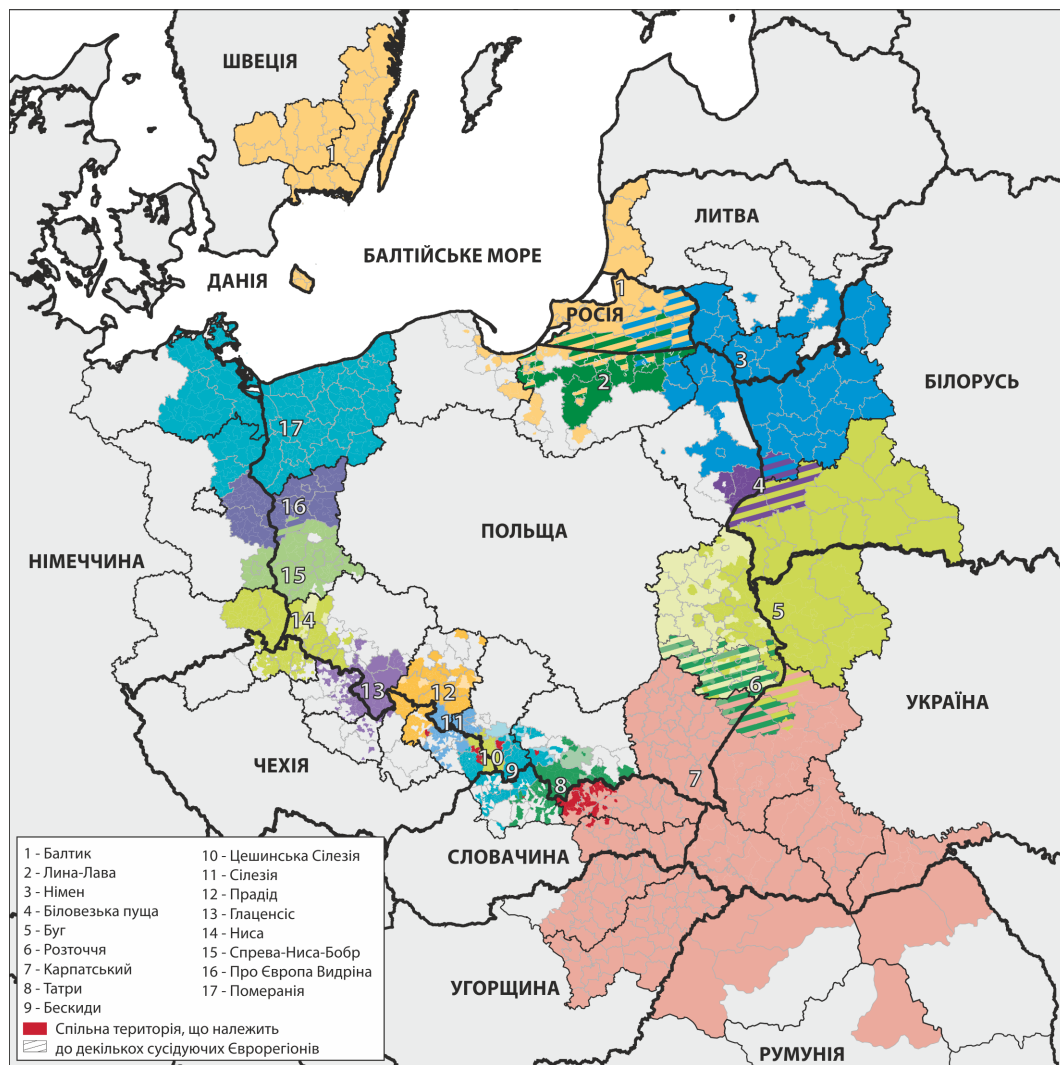 ШВЕЦІЯ
1
ЛИТВА
БАЛТІЙСЬКЕ МОРЕ
ДАНІЯ
1
РОСІЯ
3
2
БІЛОРУСЬ
17
4
16
ПОЛЬЩА
НІМЕЧЧИНА
15
5
14
6
13
12
УКРАЇНА
11
10
ЧЕХІЯ
9
8
7
СЛОВАЧИНА
УГОРЩИНА
РУМУНІЯ
1 - Балтик
2 - Лина-Лава
3 - Німен
4 - Біловезька пуща
5 - Буг
6 - Розточчя
7 - Карпатський
8 - Татри
9 - Бескиди
10 - Цешинська Сілезія
11 - Сілезія
12 - Прадід
13 - Глаценсіс
14 - Ниса
15 - Спрева-Ниса-Бобр
16 - Про Європа Видріна
17 - Померанія
Спільна територія, що належить
до декількох сусідуючих Єврорегіонів